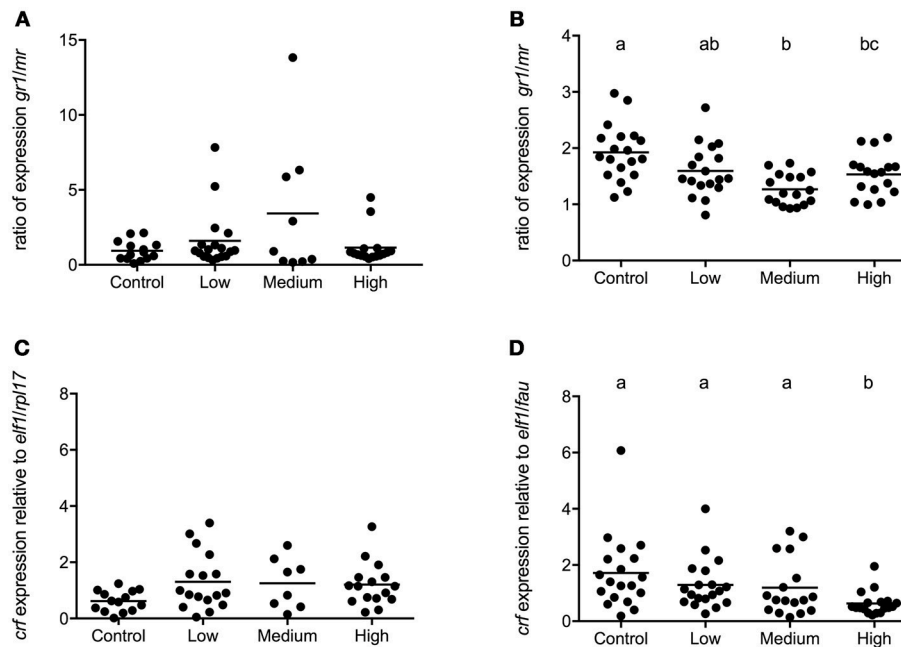 A
ratio of expression gr1/mr
15
10
5
0
Control Low Medium High
B
ratio of expression gr1/mr
a ab b bc
4
3
2
1
0
Control Low Medium High
C
crf expression relative to elf1/rpl17
8
6
4
2
0
Control Low Medium High
D
crf expression relative to elf1/fau
a a a b
8
6
4
2
0
Control Low Medium High